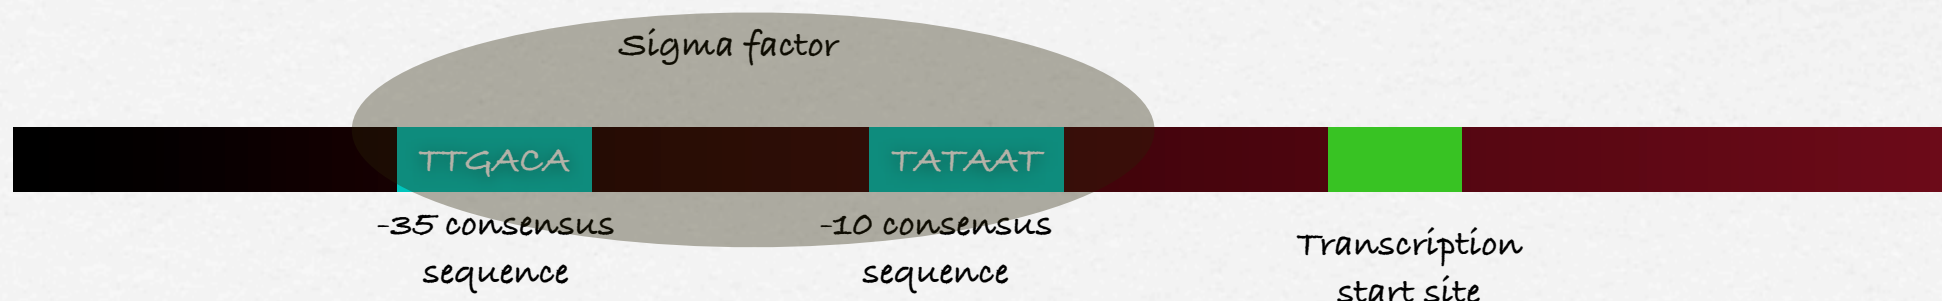 Sigma factor
TTGACA
TATAAT
-35 consensus
sequence
-10 consensus
sequence
Transcription
start site